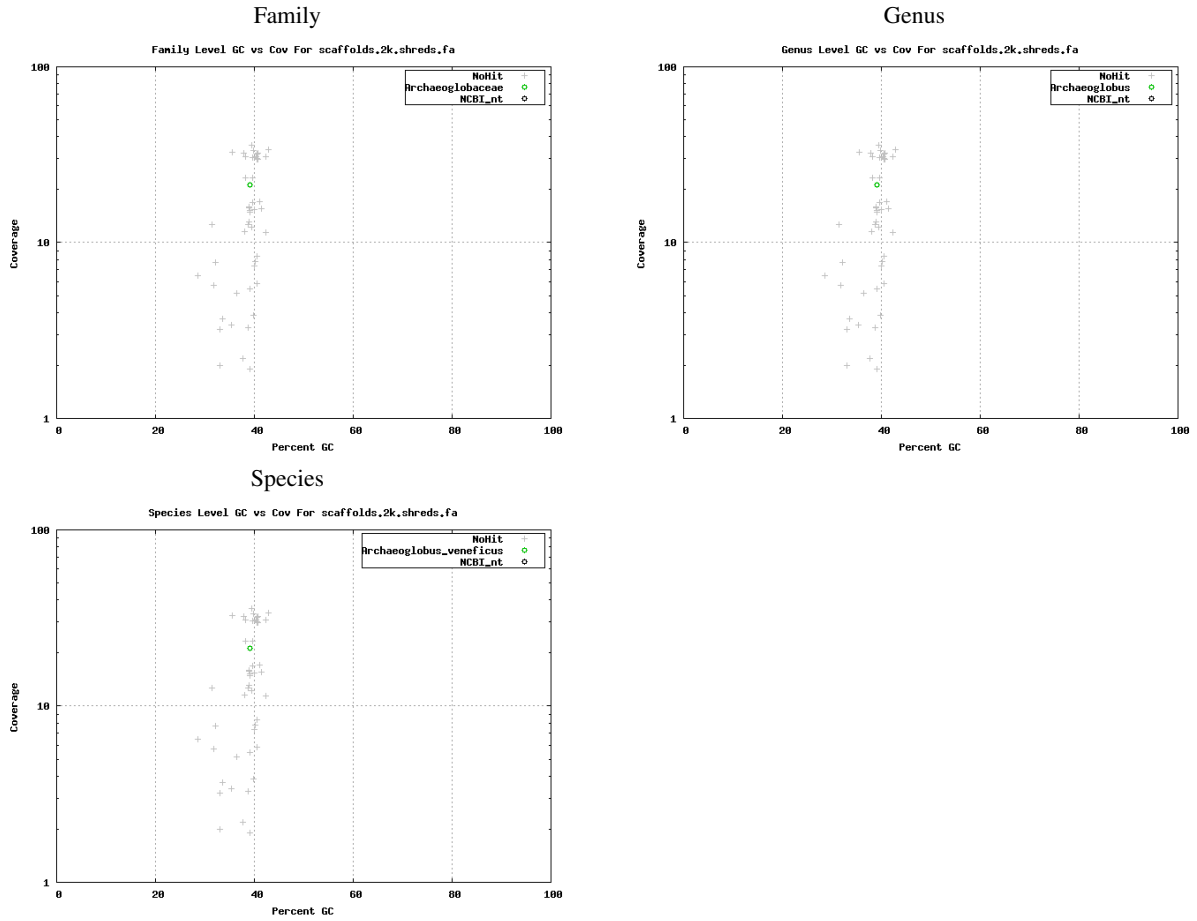 Family
Genus
Family Level GC vs Cov For scaffolds.2k.shreds.fa
100
10
1
Coverage
NoHit
Archaeoglobaceae
NCBI_nt
0 20 40 60 80 100
Percent GC
Genus Level GC vs Cov For scaffolds.2k.shreds.fa
100
10
1
Coverage
NoHit
Archaeoglobus
NCBI_nt
0 20 40 60 80 100
Percent GC
Species
Species Level GC vs Cov For scaffolds.2k.shreds.fa
100
10
1
Coverage
NoHit
Archaeoglobus_veneficus
NCBI_nt
0 20 40 60 80 100
Percent GC